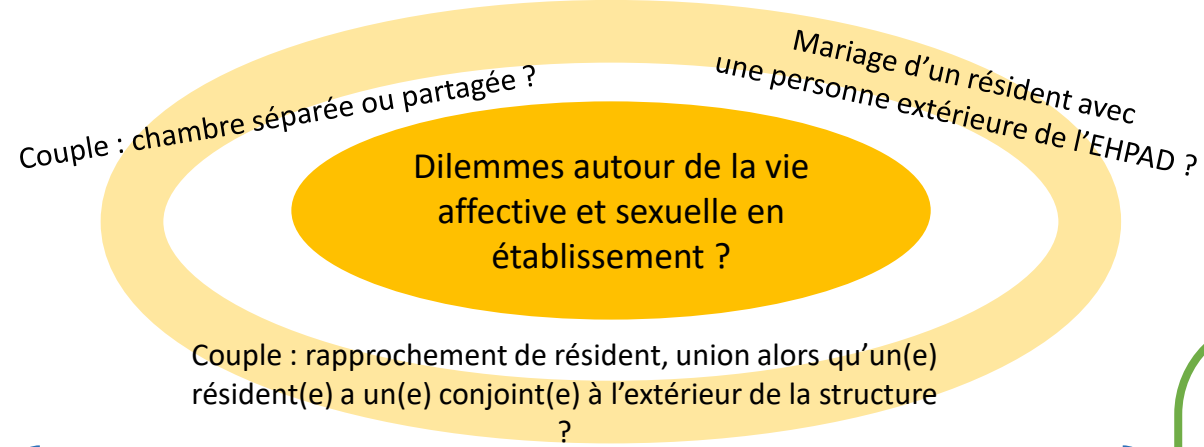 Mariage d’un résident avec
une personne extérieure de l’EHPAD ?
Couple : chambre séparée ou partagée ?
Dilemmes autour de la vie
affective et sexuelle en
établissement ?
Couple : rapprochement de résident, union alors qu’un(e)
résident(e) a un(e) conjoint(e) à l’extérieur de la structure
?